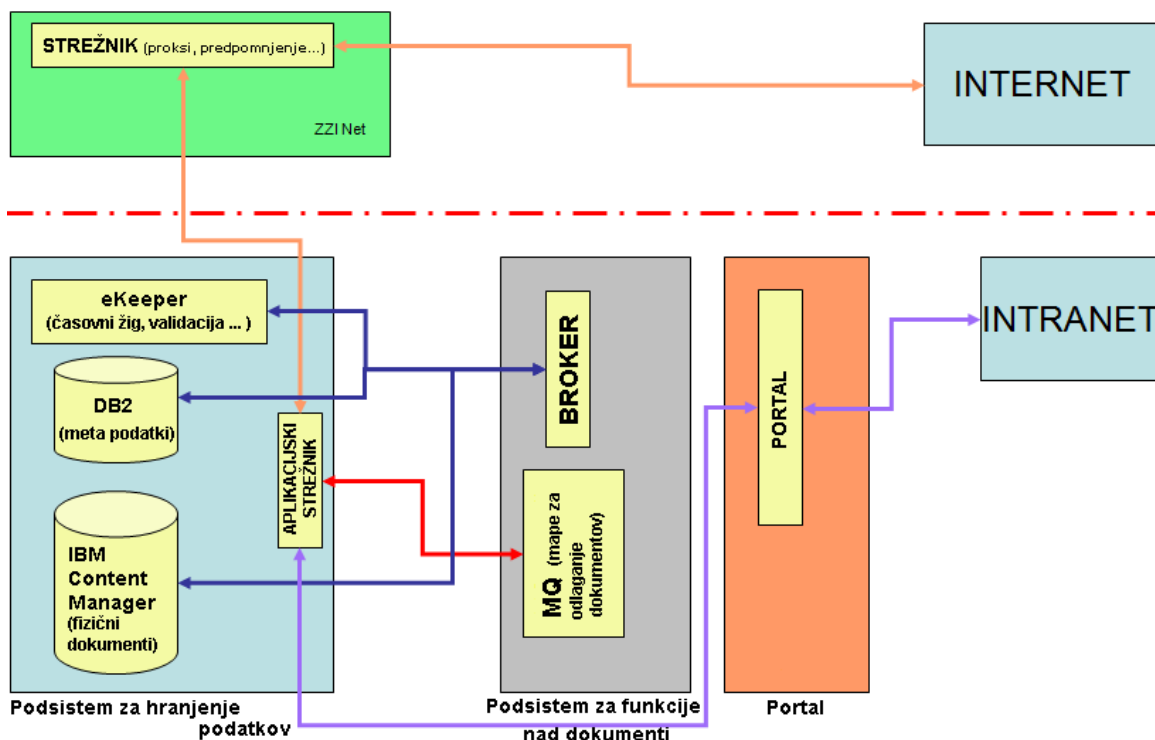 STREŽNIK (proksi, predpomnjenje...)
ZZI Net
INTERNET
eKeeper
(časovni žig, validacija ... )
DB2
(meta podatki)
IBM
Content
Manager
(fizični
dokumenti)
APLIKACIJSKI
STREŽNIK
Podsistem za hranjenje
podatkov
BROKER
MQ (mape za
odlaganje
dokumentov)
Podsistem za funkcije
nad dokumenti
PORTAL
Portal
INTRANET